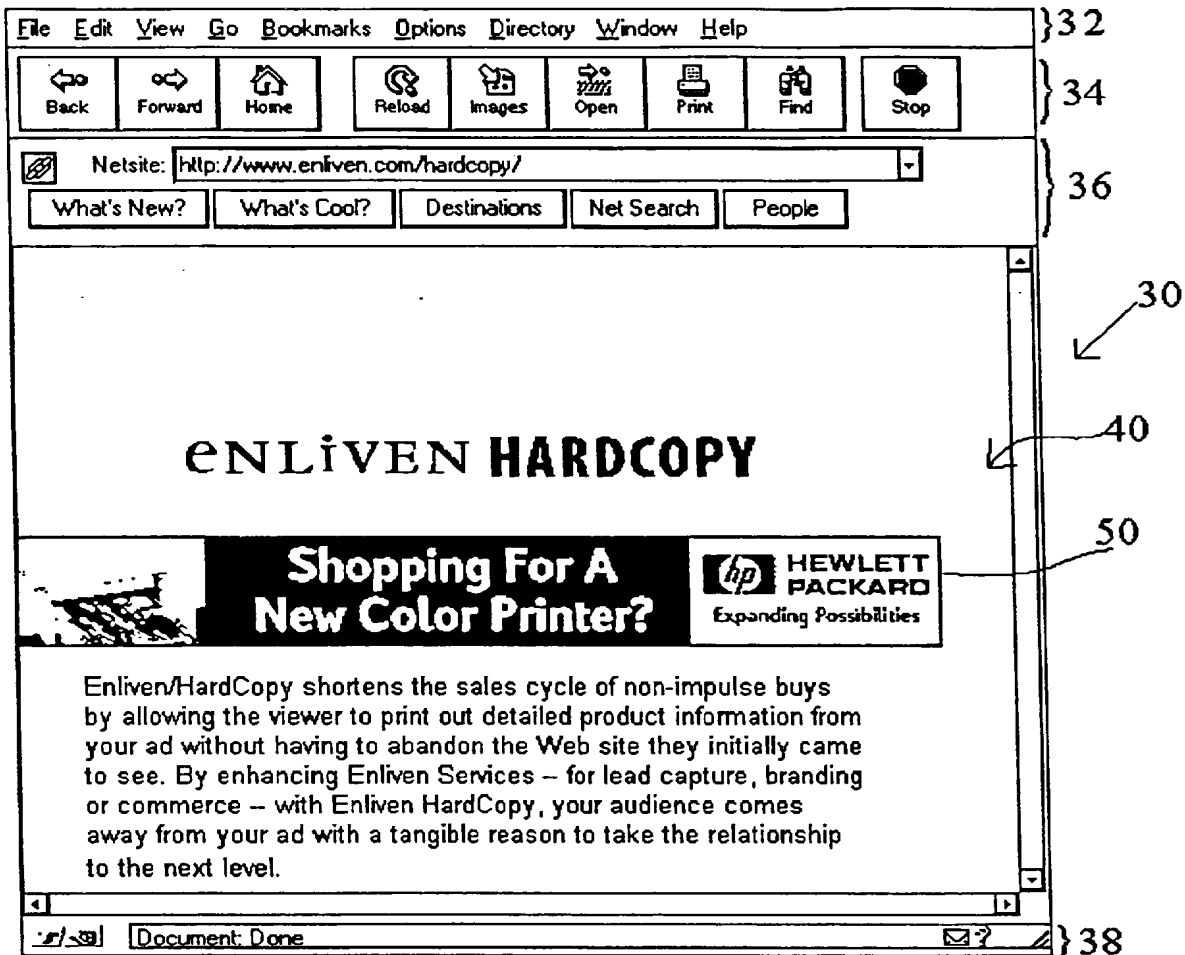 File Edit View Go Bookmarks Options Directory Window Help }32
Back Forward Home Reload Images Open Print Find Stop }34
Netsite: http://www.enliven.com/hardcopy/
}36
What's New? What's Cool? Destinations Net Search People
30
eNLiVEN HARDCOPY
40
50
Shopping For A
New Color Printer?
hp HEWLETT
PACKARD
Expanding Possibilities
Enliven/HardCopy shortens the sales cycle of non-impulse buys
by allowing the viewer to print out detailed product information from
your ad without having to abandon the Web site they initially came
to see. By enhancing Enliven Services – for lead capture, branding
or commerce – with Enliven HardCopy, your audience comes
away from your ad with a tangible reason to take the relationship
to the next level.
Document: Done ? }38